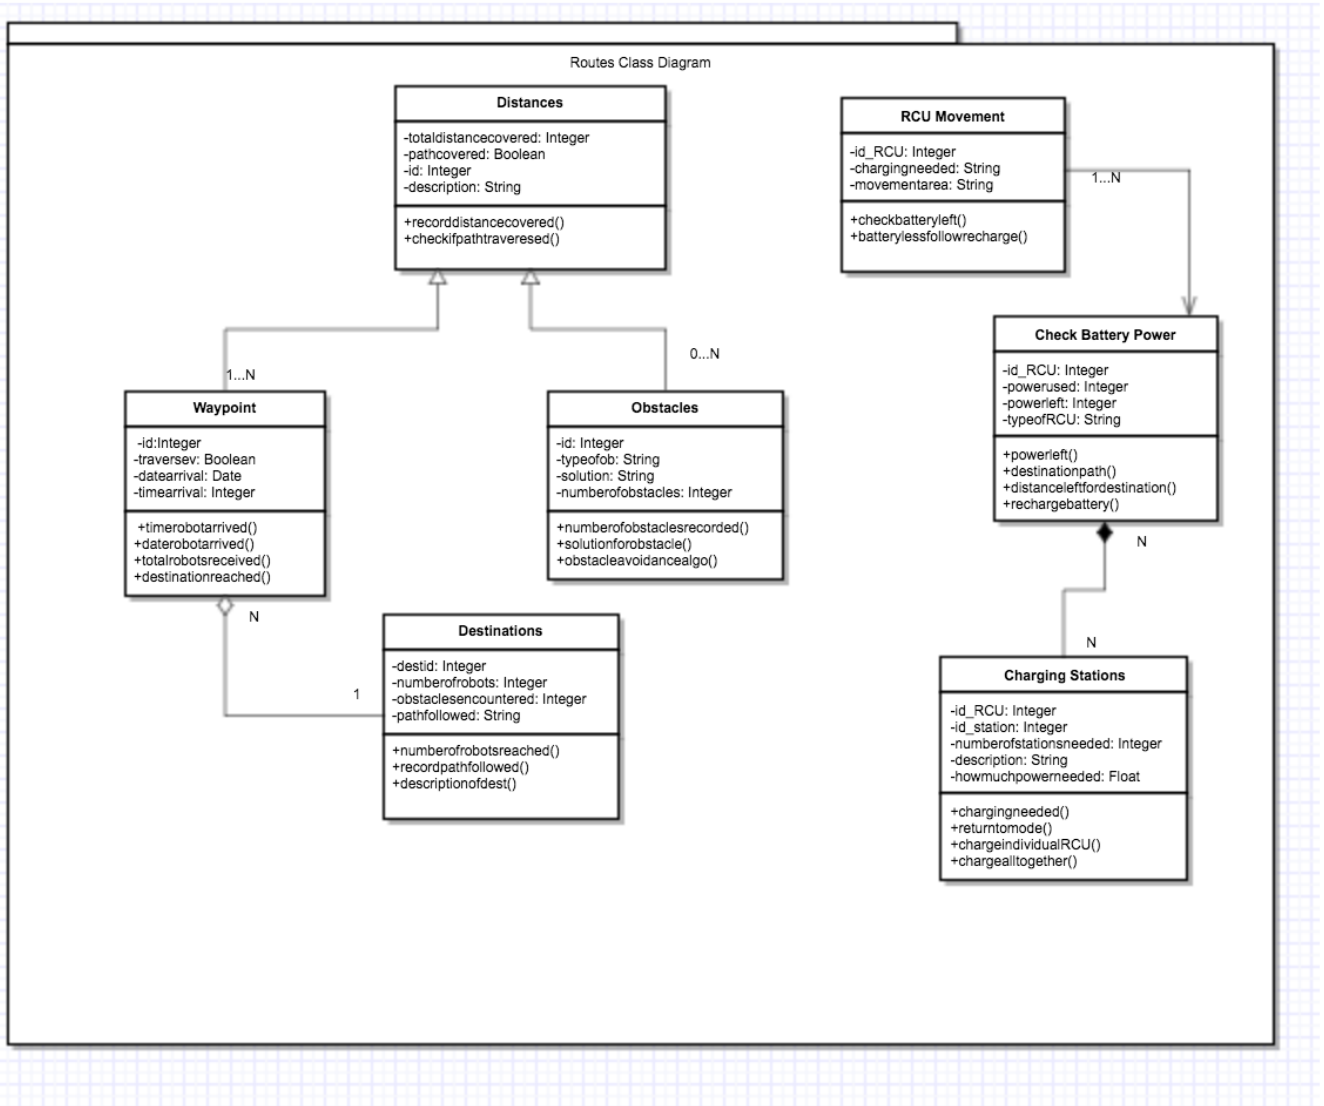 Routes Class Diagram
Distances
-totaldistancecovered: Integer
-pathcovered: Boolean
-id: Integer
-description: String
+recorddistancecovered()
+checkifpathtraveresed()
RCU Movement
-id_RCU: Integer
-chargingneeded: String
-movementarea: String
+checkbatteryleft()
+batterylessfollowrecharge()
1...N
Check Battery Power
-id_RCU: Integer
-powerused: Integer
-powerleft: Integer
-typeofRCU: String
+powerleft()
+destinationpath()
+distanceleftfordestination()
+rechargebattery()
1...N
0...N
Waypoint
-id:Integer
-traversev: Boolean
-datearrival: Date
-timearrival: Integer
+timerobotarrived()
+daterobotarrived()
+totalrobotsreceived()
+destinationreached()
Obstacles
-id: Integer
-typeofob: String
-solution: String
-numberofobstacles: Integer
+numberofobstaclesrecorded()
+solutionforobstacle()
+obstacleavoidancealgo()
N
1
Destinations
-destid: Integer
-numberofrobots: Integer
-obstaclesencountered: Integer
-pathfollowed: String
+numberofrobotsreached()
+recordpathfollowed()
+descriptionofdest()
N
N
Charging Stations
-id_RCU: Integer
-id_station: Integer
-numberofstationsneeded: Integer
-description: String
-howmuchpowerneeded: Float
+chargingneeded()
+returntomode()
+chargeindividualRCU()
+chargealltogether()